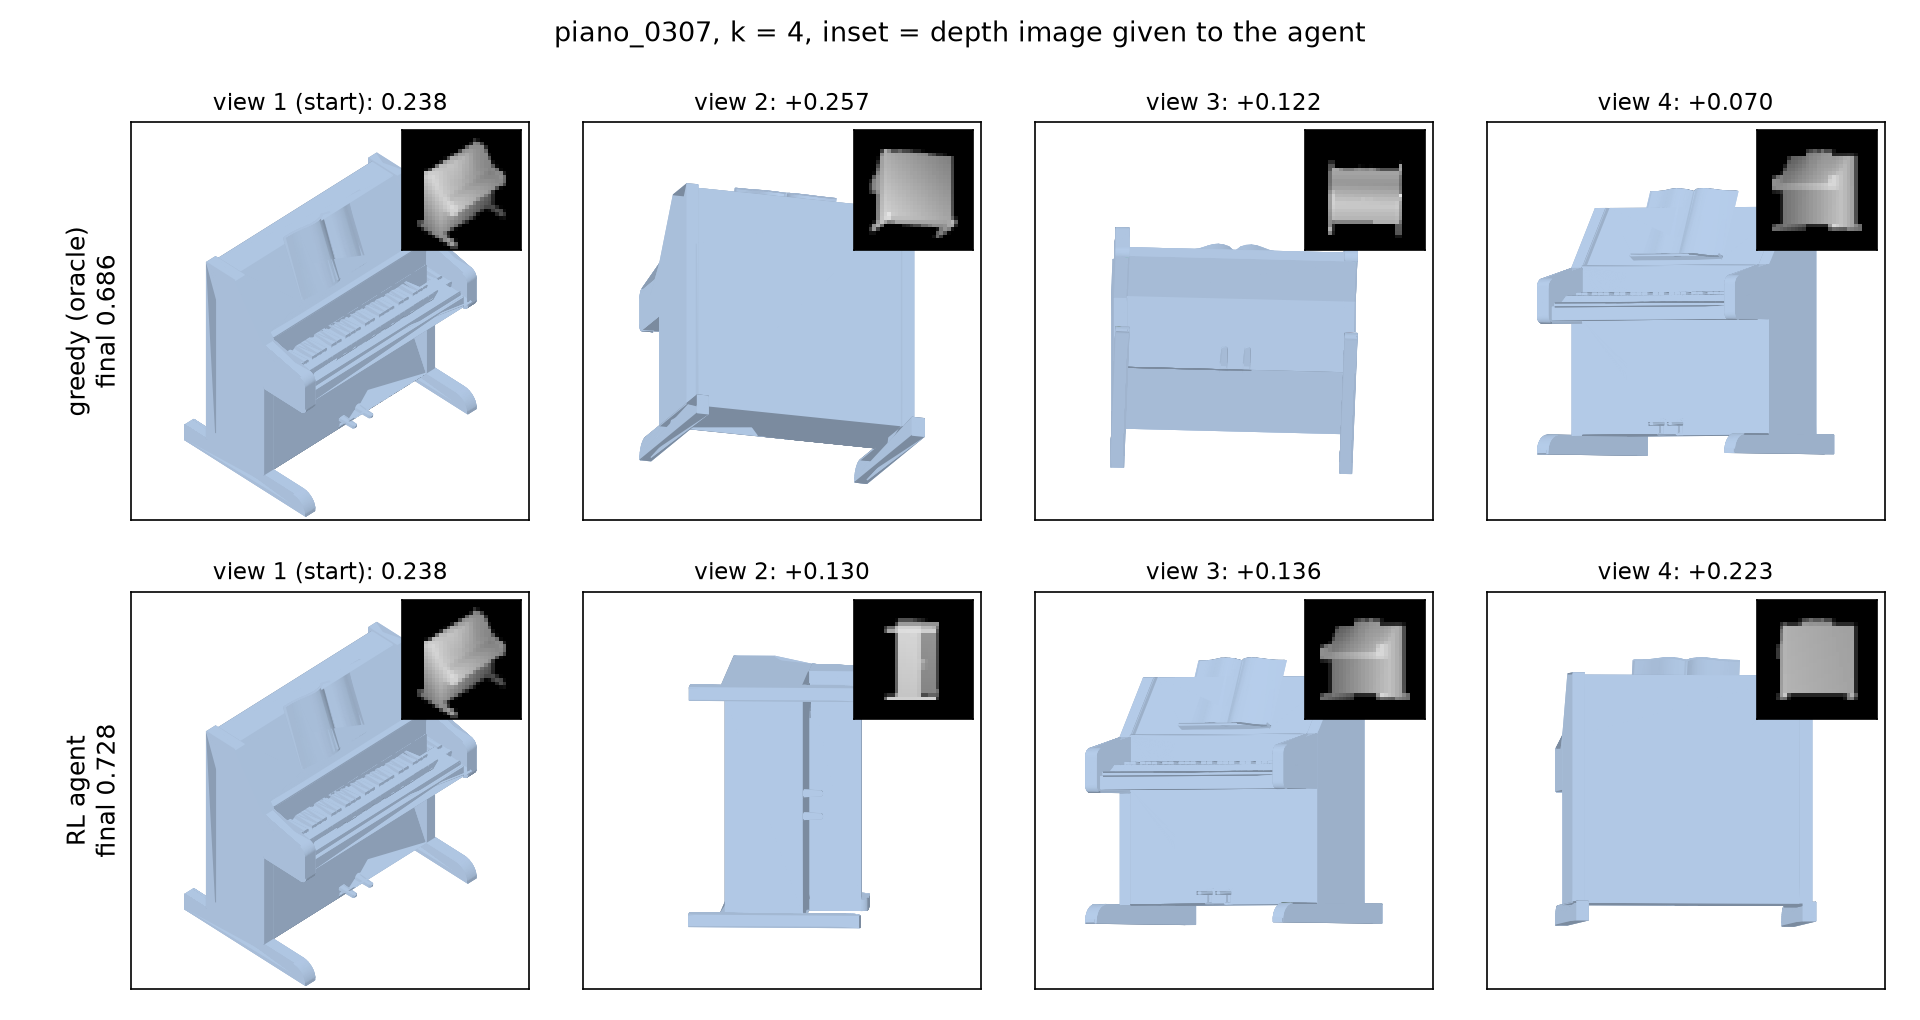 piano_0307, k = 4, inset = depth image given to the agent
greedy (oracle)
final 0.686
view 1 (start): 0.238
view 2: +0.257
view 3: +0.122
view 4: +0.070
RL agent
final 0.728
view 1 (start): 0.238
view 2: +0.130
view 3: +0.136
view 4: +0.223